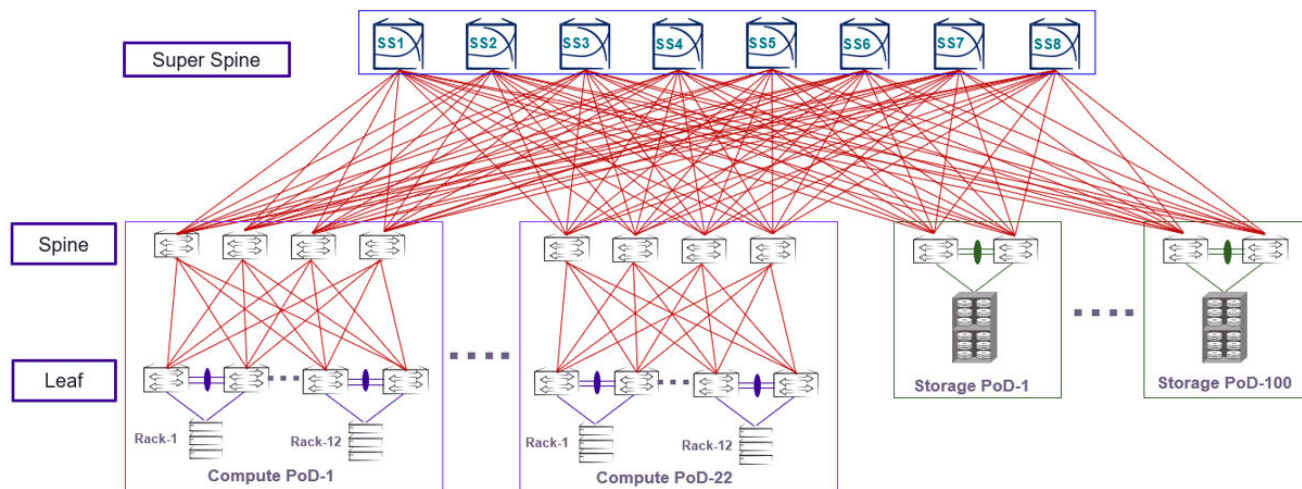 SS1 SS2 SS3 SS4 SS5 SS6 SS7 SS8
Super Spine
Spine
Leaf
Rack-1
Rack-12
Compute PoD-1
Rack-1
Rack-12
Compute PoD-22
Storage PoD-1
Storage PoD-100